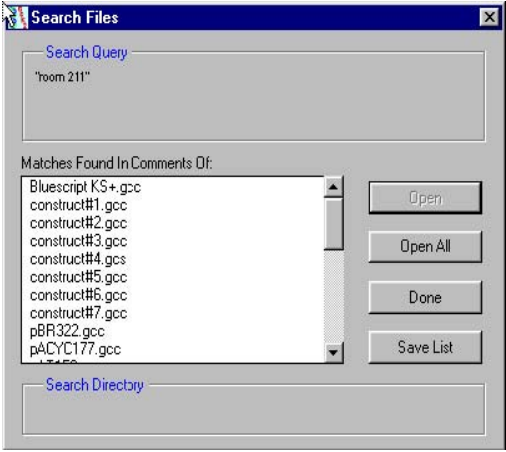 Search Files
Search Query
"room 211"
Matches Found In Comments Of:
Bluescript KS+.gcc
construct#1.gcc
construct#2.gcc
construct#3.gcc
construct#4.gcs
construct#5.gcc
construct#6.gcc
construct#7.gcc
pBR322.gcc
pACYC177.gcc
Open
Open All
Done
Save List
Search Directory